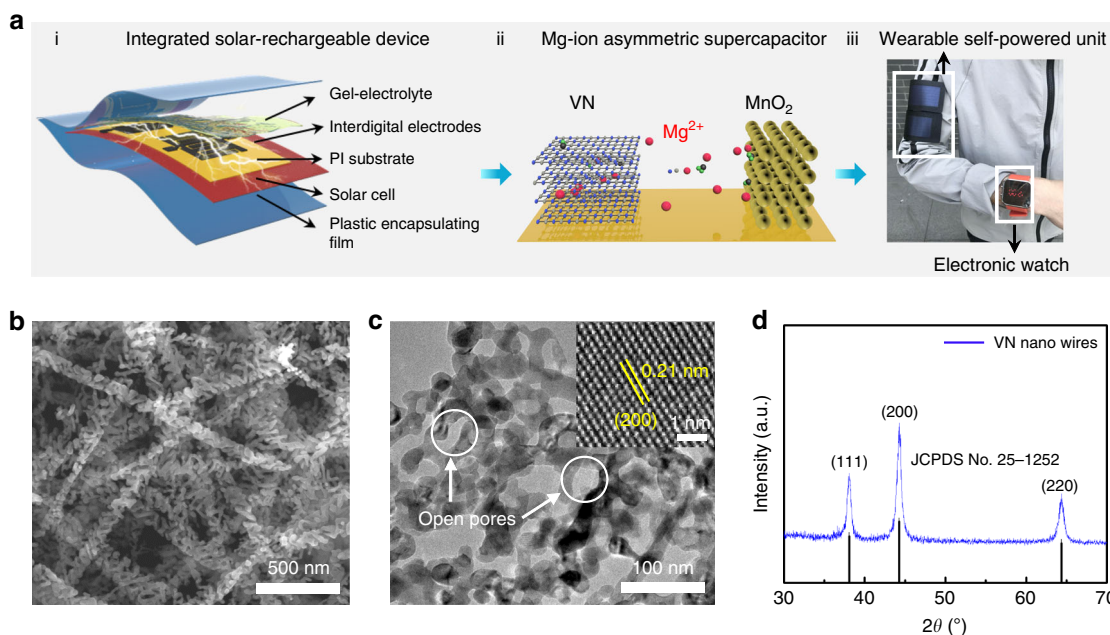 a
i
Integrated solar-rechargeable device
ii
Mg-ion asymmetric supercapacitor
iii
Wearable self-powered unit
Gel-electrolyte
Interdigital electrodes
PI substrate
Solar cell
Plastic encapsulating
film
VN
Mg²⁺
MnO₂
Electronic watch
b
500 nm
c
0.21 nm
(200)
1 nm
Open pores
100 nm
d
VN nano wires
(200)
(111)
JCPDS No. 25–1252
(220)
Intensity (a.u.)
30
40
50
60
70
2θ (°)